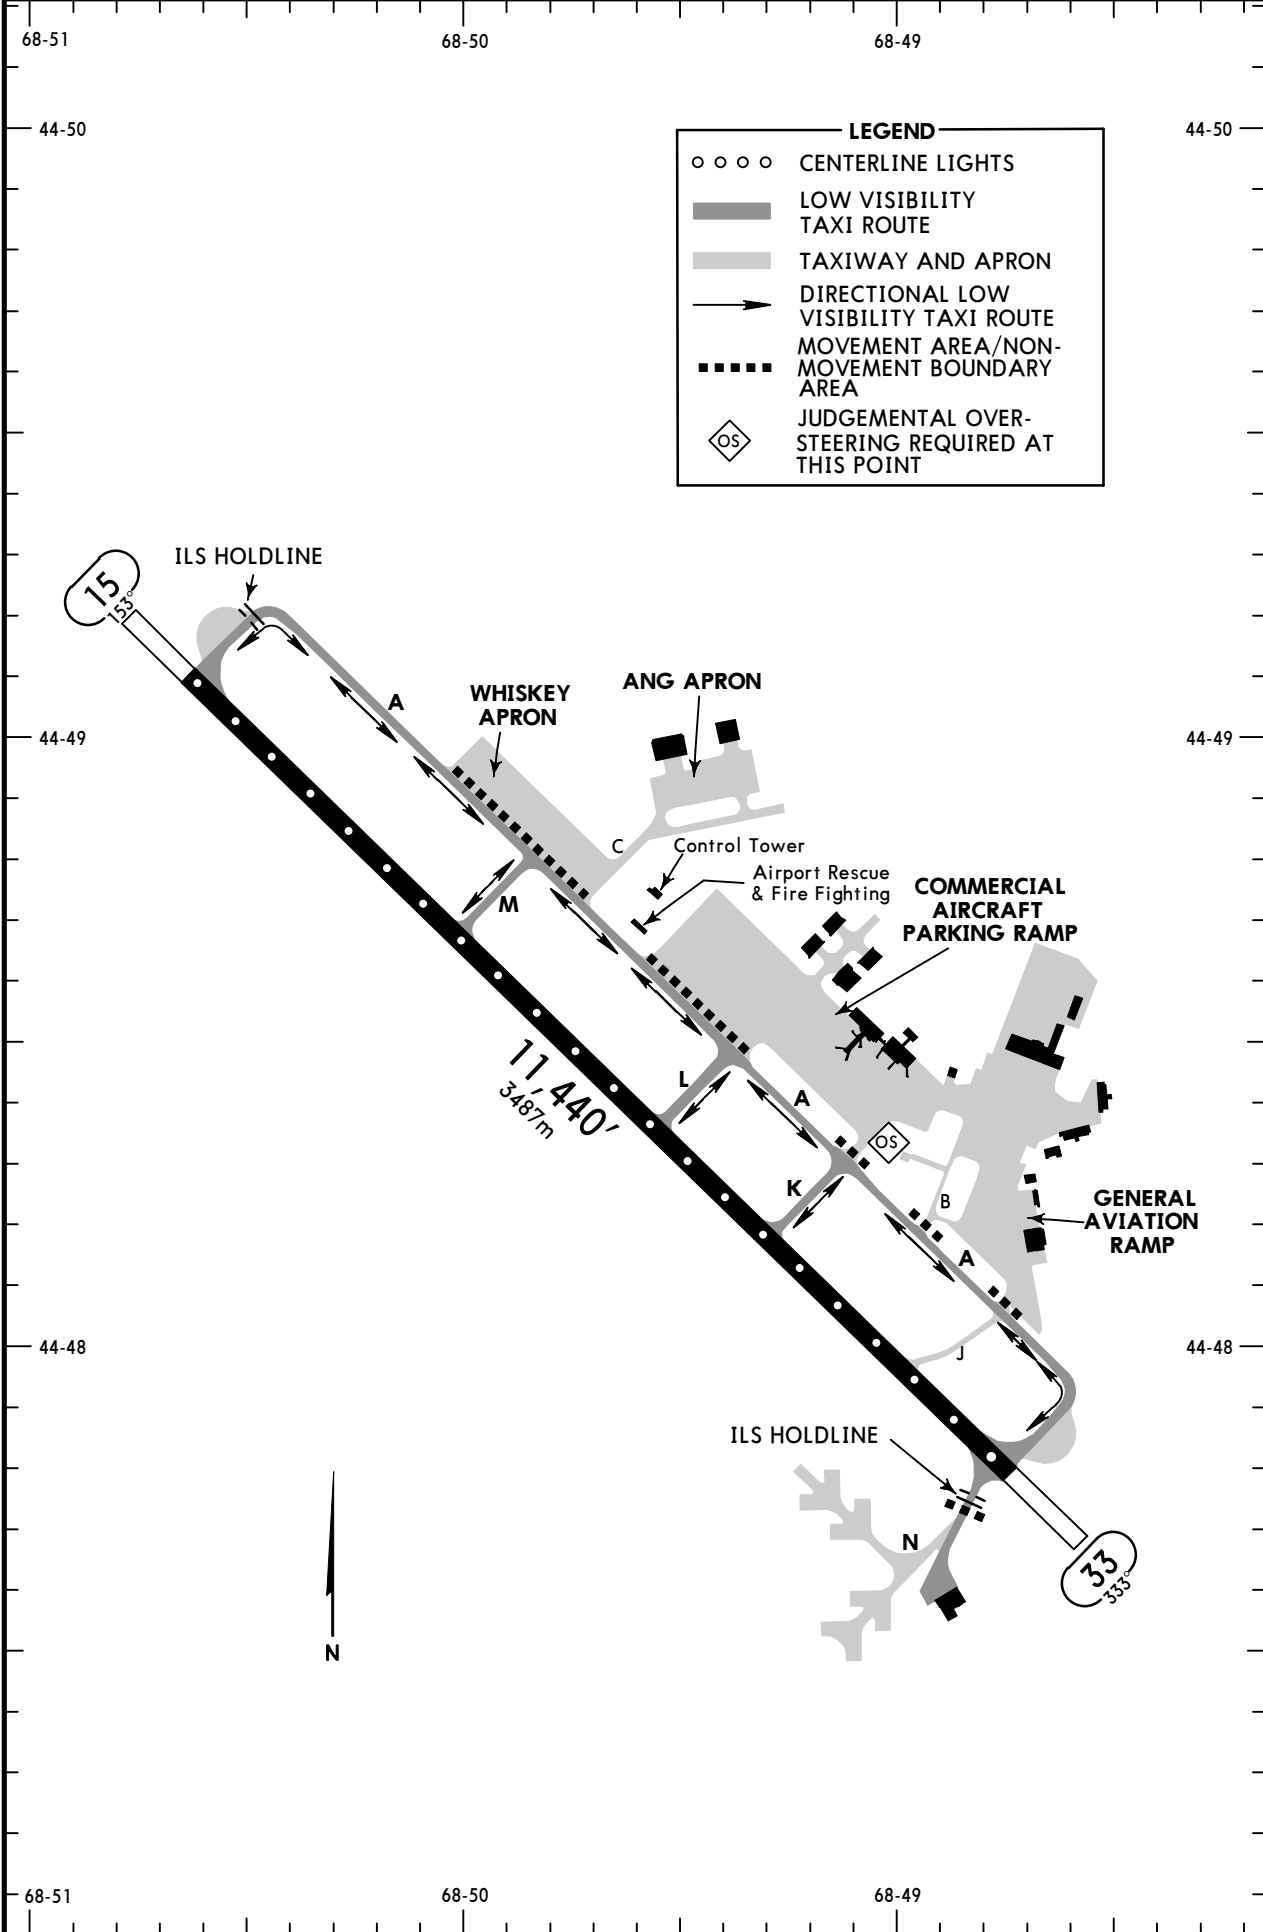 68-51
68-50
68-49
44-50
44-50
LEGEND
CENTERLINE LIGHTS
LOW VISIBILITY
TAXI ROUTE
TAXIWAY AND APRON
DIRECTIONAL LOW
VISIBILITY TAXI ROUTE
MOVEMENT AREA/NON-
MOVEMENT BOUNDARY
AREA
OS
JUDGEMENTAL OVER-
STEERING REQUIRED AT
THIS POINT
ILS HOLDLINE
15
153°
A
WHISKEY
APRON
ANG APRON
44-49
44-49
C
Control Tower
Airport Rescue
& Fire Fighting
COMMERCIAL
AIRCRAFT
PARKING RAMP
M
11,440'
3487m
L
A
OS
K
B
GENERAL
AVIATION
RAMP
A
44-48
44-48
J
ILS HOLDLINE
N
33
333°
N
68-51
68-50
68-49